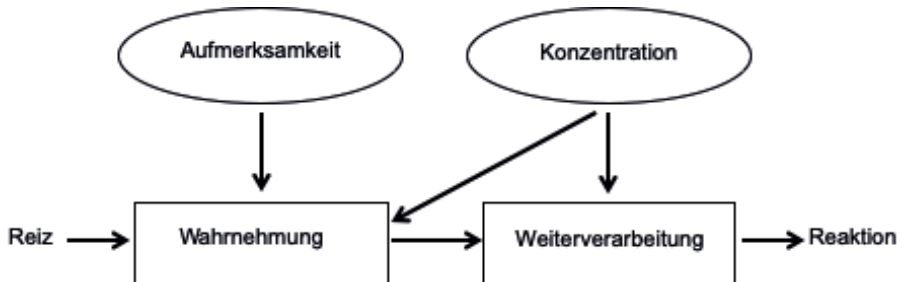 Aufmerksamkeit
Konzentration
Reiz
Wahrnehmung
Weiterverarbeitung
Reaktion